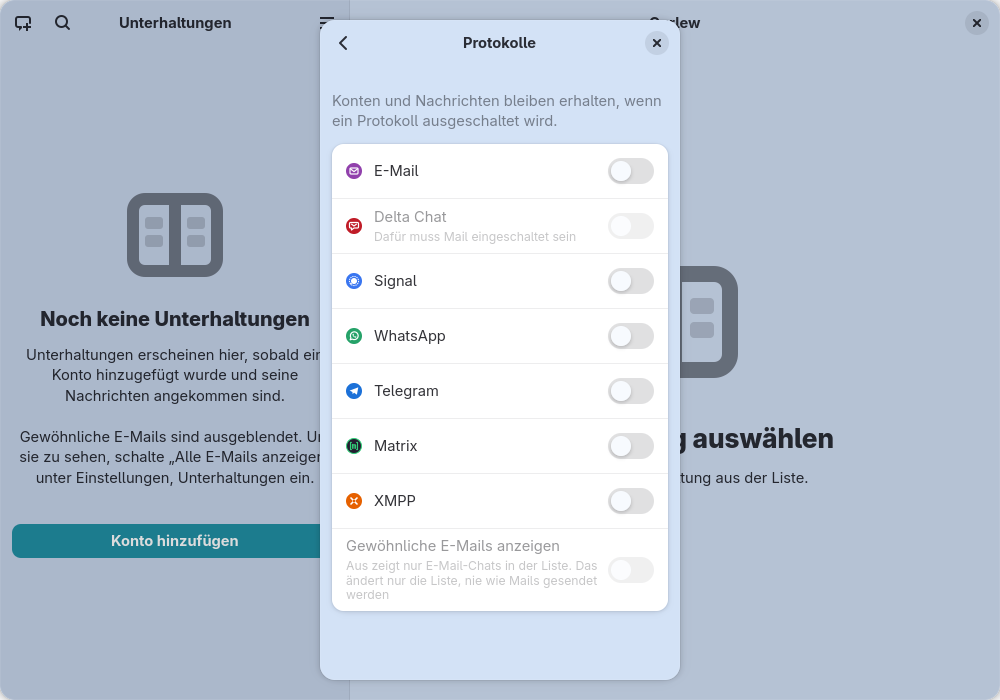 Unterhaltungen
Protokolle
Konten und Nachrichten bleiben erhalten, wenn
ein Protokoll ausgeschaltet wird.
E-Mail
Delta Chat
Dafür muss Mail eingeschaltet sein
Signal
WhatsApp
Telegram
Matrix
XMPP
Gewöhnliche E-Mails anzeigen
Aus zeigt nur E-Mail-Chats in der Liste. Das
ändert nur die Liste, nie wie Mails gesendet
werden
Noch keine Unterhaltungen
Unterhaltungen erscheinen hier, sobald ein
Konto hinzugefügt wurde und seine
Nachrichten angekommen sind.
Gewöhnliche E-Mails sind ausgeblendet.
sie zu sehen, schalte „Alle E-Mails anzeigen
unter Einstellungen, Unterhaltungen ein.
Konto hinzufügen
auswählen
aus der Liste.